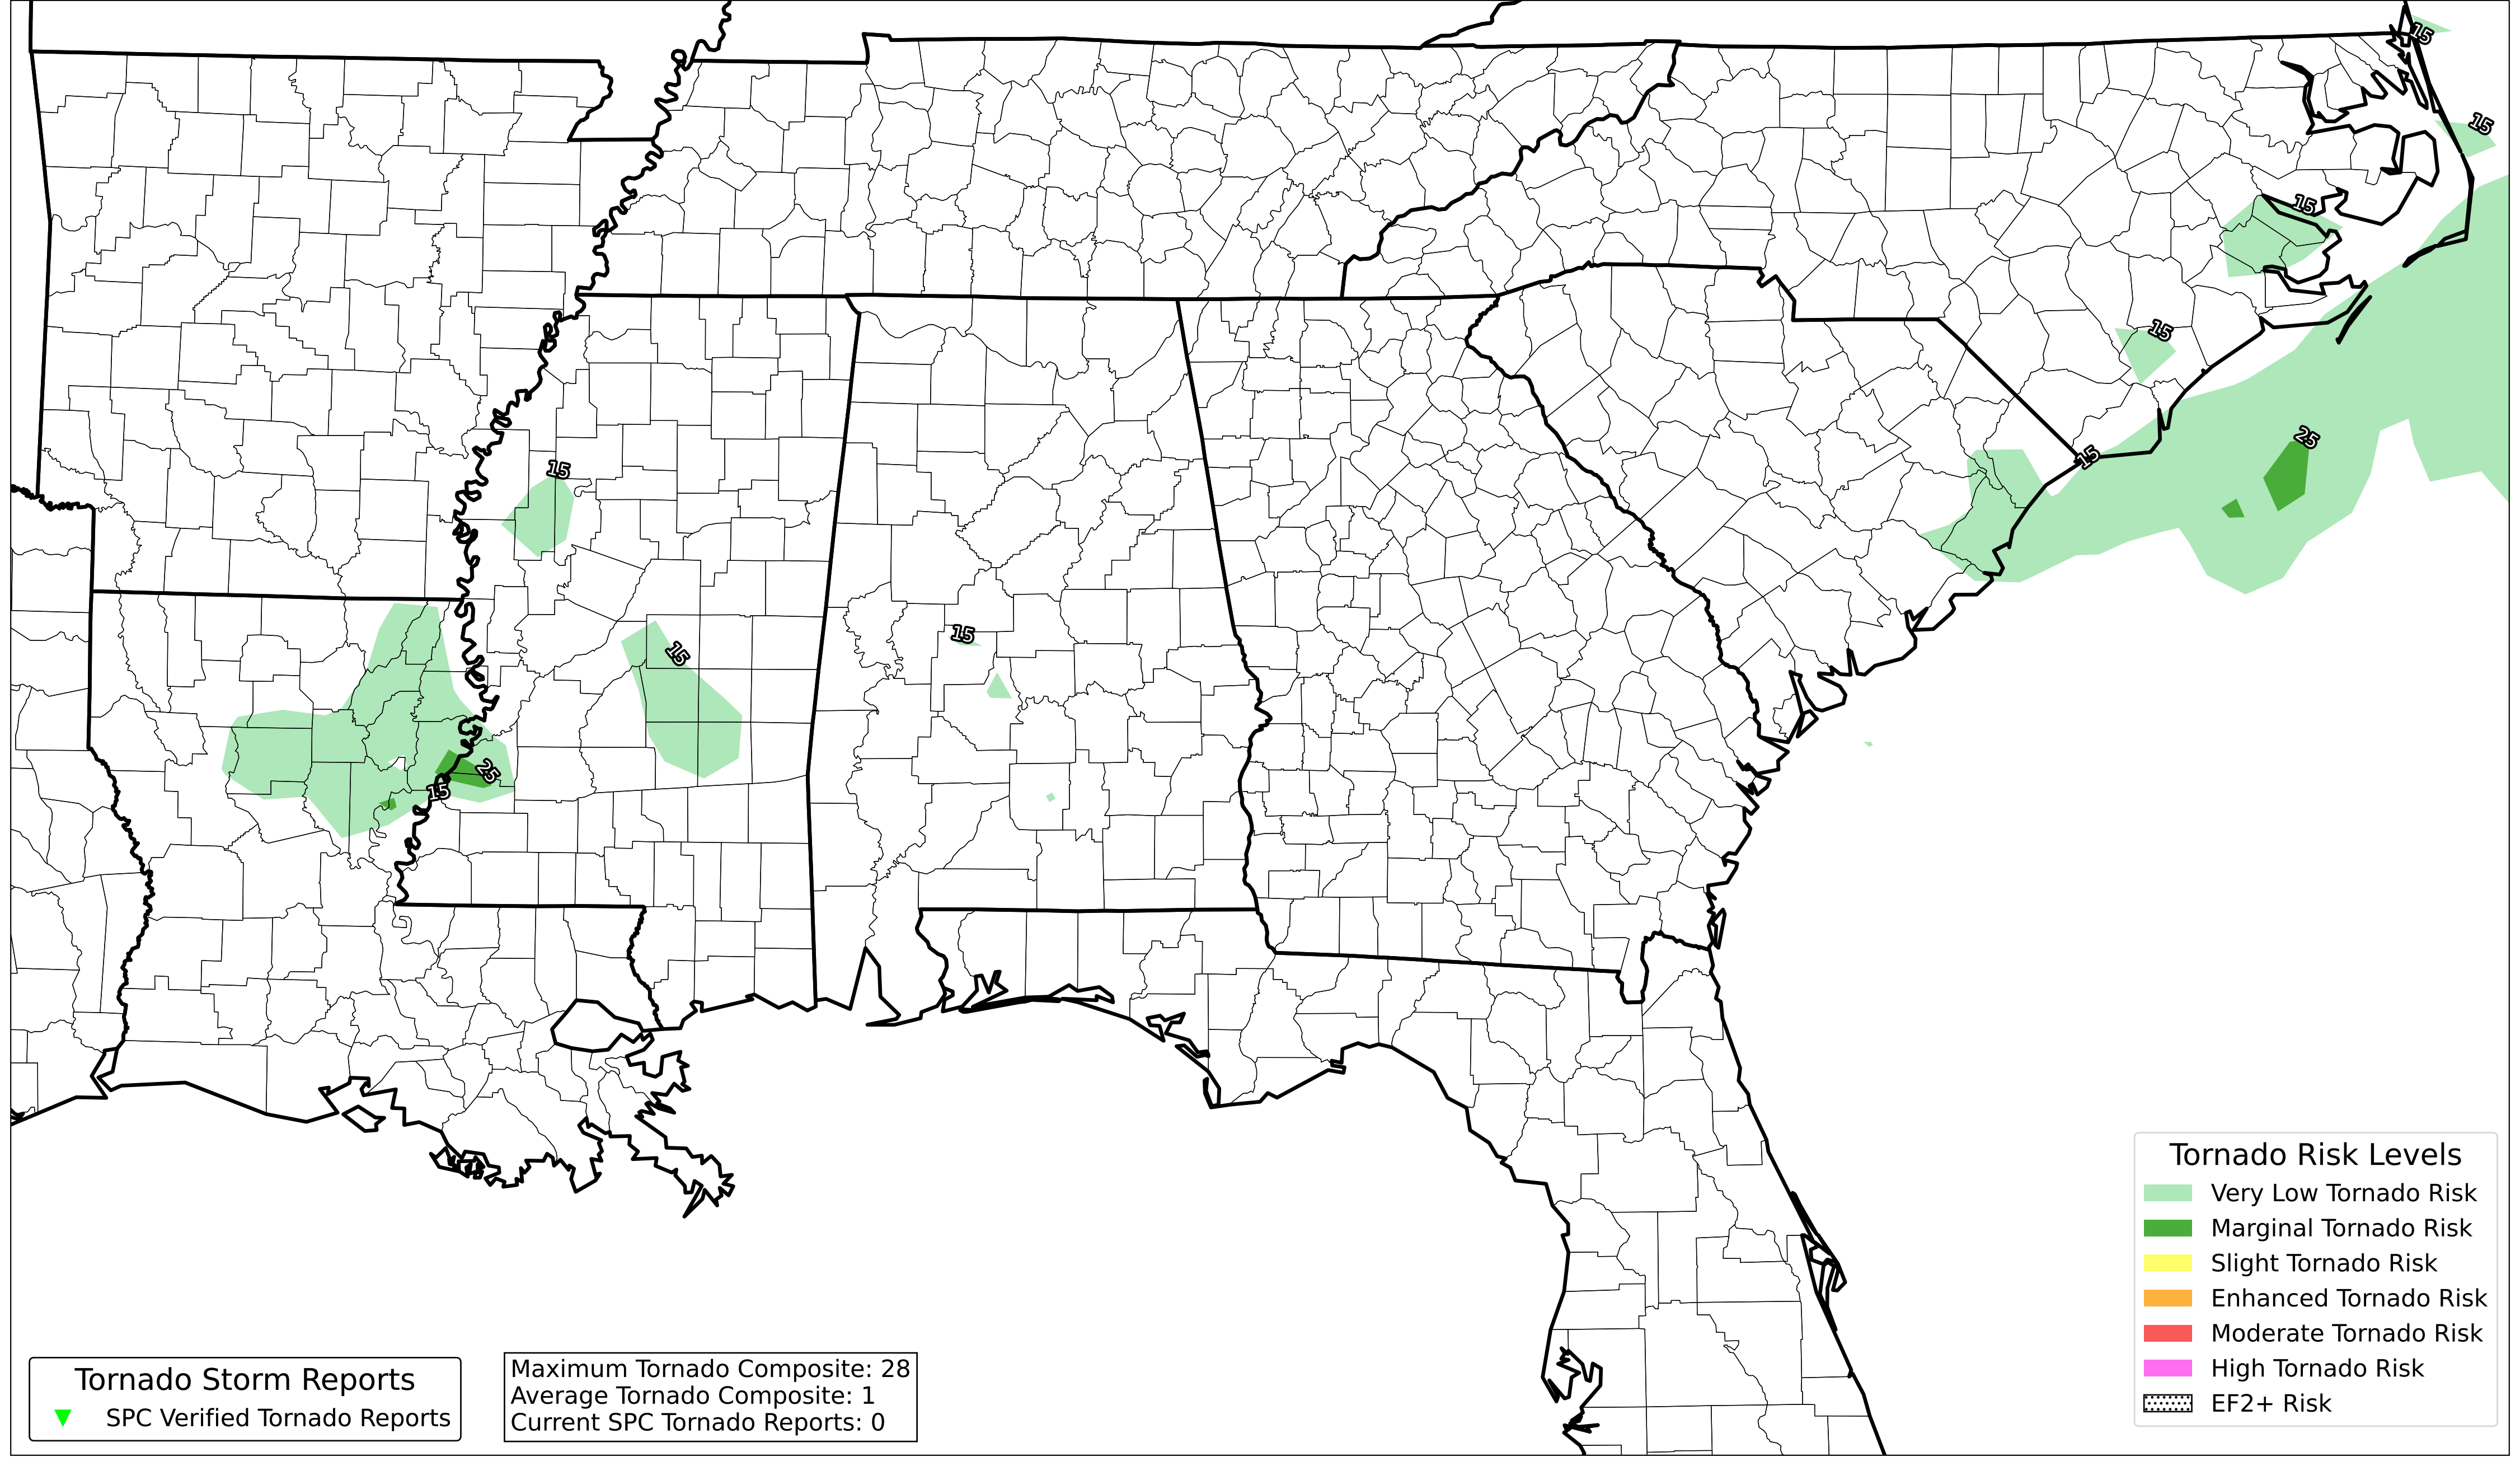 15
15
15
15
25
15
15
15
15
25
15
Tornado Risk Levels
Very Low Tornado Risk
Marginal Tornado Risk
Slight Tornado Risk
Enhanced Tornado Risk
Moderate Tornado Risk
High Tornado Risk
EF2+ Risk
Tornado Storm Reports
SPC Verified Tornado Reports
Maximum Tornado Composite: 28
Average Tornado Composite: 1
Current SPC Tornado Reports: 0